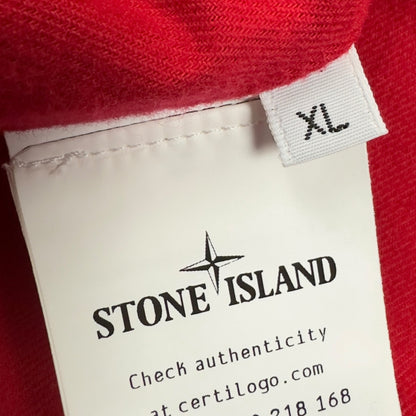 XL
STONE ISLAND
Check authenticity
at certilogo.com
218 168